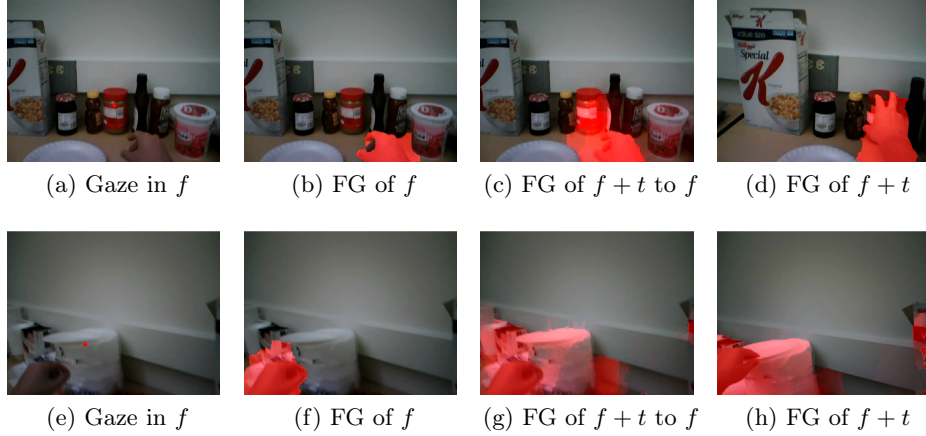 Kellogg's
value size
Kellogg's
Special
K
(a) Gaze in f
(b) FG of f
(c) FG of f + t to f
(d) FG of f + t
(e) Gaze in f
(f) FG of f
(g) FG of f + t to f
(h) FG of f + t